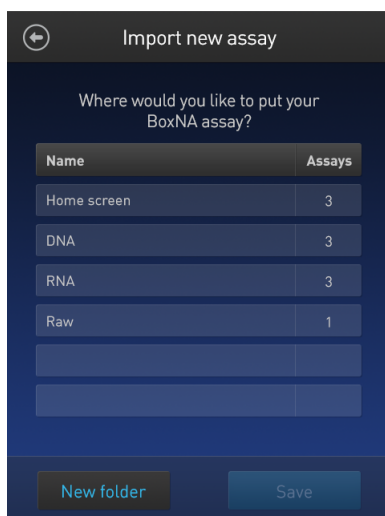 Import new assay
Where would you like to put your
BoxNA assay?
Name Assays
Home screen 3
DNA 3
RNA 3
Raw 1
New folder Save